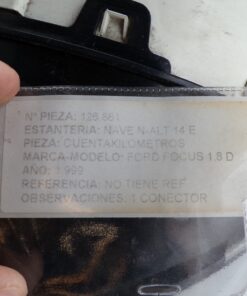 Nº PIEZA: 126.861
ESTANTERIA: NAVE N-ALT 14 E
PIEZA: CUENTAKILOMETROS
MARCA-MODELO: FORD FOCUS 1.8 D
AÑO: 1.999
REFERENCIA: NO TIENE REF
OBSERVACIONES: 1 CONECTOR